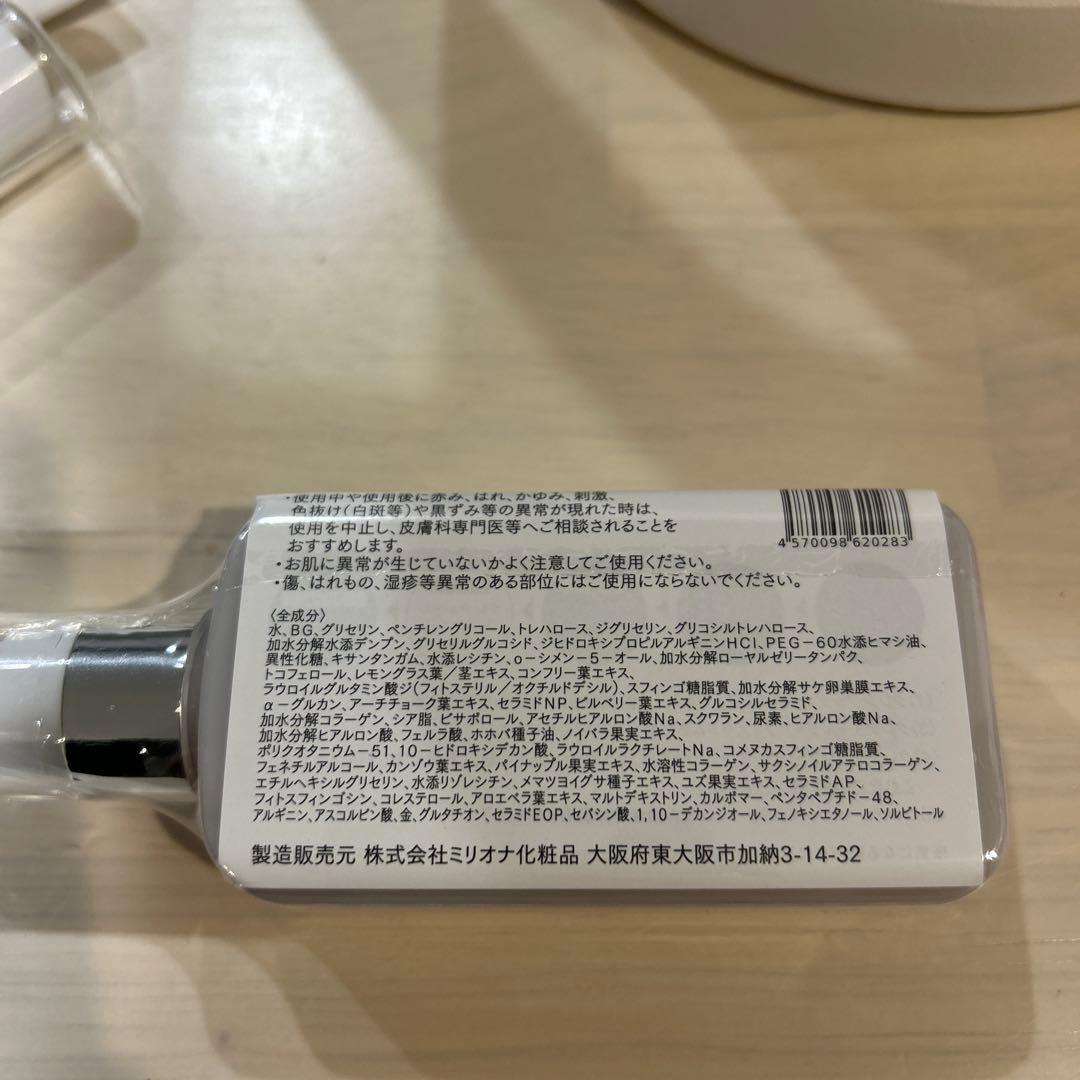 ・使用中や使用後に赤み、はれ、かゆみ、刺激、
色抜け(白斑等)や黒ずみ等の異常が現れた時は、
使用を中止し、皮膚科専門医等へご相談されることを
おすすめします。
・お肌に異常が生じていないかよく注意してご使用ください。
・傷、はれもの、湿疹等異常のある部位にはご使用にならないでください。
4 570098 620283
〈全成分〉
水、BG、グリセリン、ペンチレングリコール、トレハロース、ジグリセリン、グリコシルトレハロース、
加水分解水添デンプン、グリセリルグルコシド、ジヒドロキシプロピルアルギニンHCl、PEG-60水添ヒマシ油、
異性化糖、キサンタンガム、水添レシチン、o-シメン-5-オール、加水分解ローヤルゼリータンパク、
トコフェロール、レモングラス葉/茎エキス、コンフリー葉エキス、
ラウロイルグルタミン酸ジ(フィトステリル/オクチルドデシル)、スフィンゴ糖脂質、加水分解サケ卵巣膜エキス、
α-グルカン、アーチチョーク葉エキス、セラミドNP、ビルベリー葉エキス、グルコシルセラミド、
加水分解コラーゲン、シア脂、ビサボロール、アセチルヒアルロン酸Na、スクワラン、尿素、ヒアルロン酸Na、
加水分解ヒアルロン酸、フェルラ酸、ホホバ種子油、ノイバラ果実エキス、
ポリクオタニウム-51、10-ヒドロキシデカン酸、ラウロイルラクチレートNa、コメヌカスフィンゴ糖脂質、
フェネチルアルコール、カンゾウ葉エキス、パイナップル果実エキス、水溶性コラーゲン、サクシノイルアテロコラーゲン、
エチルヘキシルグリセリン、水添リゾレシチン、メマツヨイグサ種子エキス、ユズ果実エキス、セラミドAP、
フィトスフィンゴシン、コレステロール、アロエベラ葉エキス、マルトデキストリン、カルボマー、ペンタペプチド-48、
アルギニン、アスコルビン酸、金、グルタチオン、セラミドEOP、セバシン酸、1,10-デカンジオール、フェノキシエタノール、ソルビトール
製造販売元 株式会社ミリオナ化粧品 大阪府東大阪市加納3-14-32